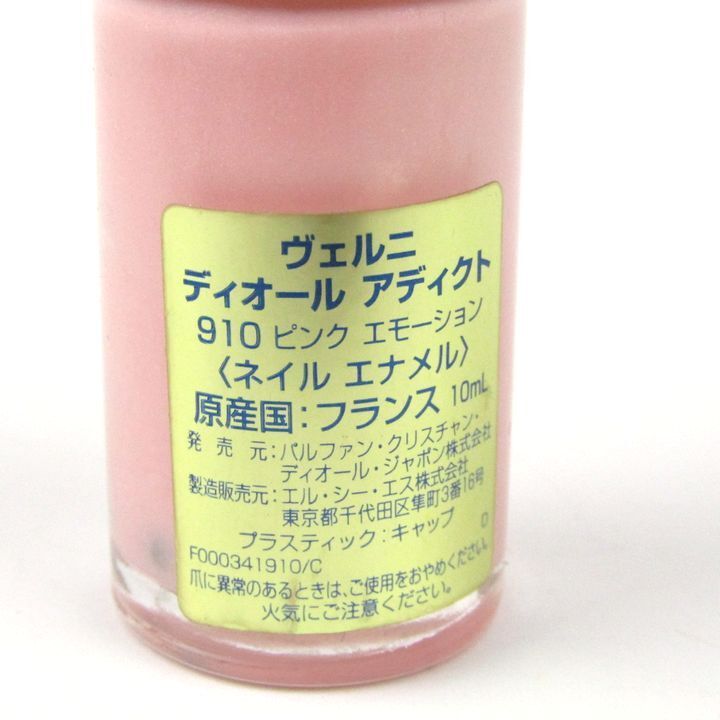 ヴェルニ
ディオール アディクト
910 ピンク エモーション
〈ネイル エナメル〉
原産国:フランス 10mL
発売元:パルファン・クリスチャン・
ディオール・ジャポン株式会社
製造販売元:エル・シー・エス株式会社
東京都千代田区隼町3番16号
プラスティック:キャップ D
F000341910/C
爪に異常のあるときは、ご使用をおやめください。
火気にご注意ください。